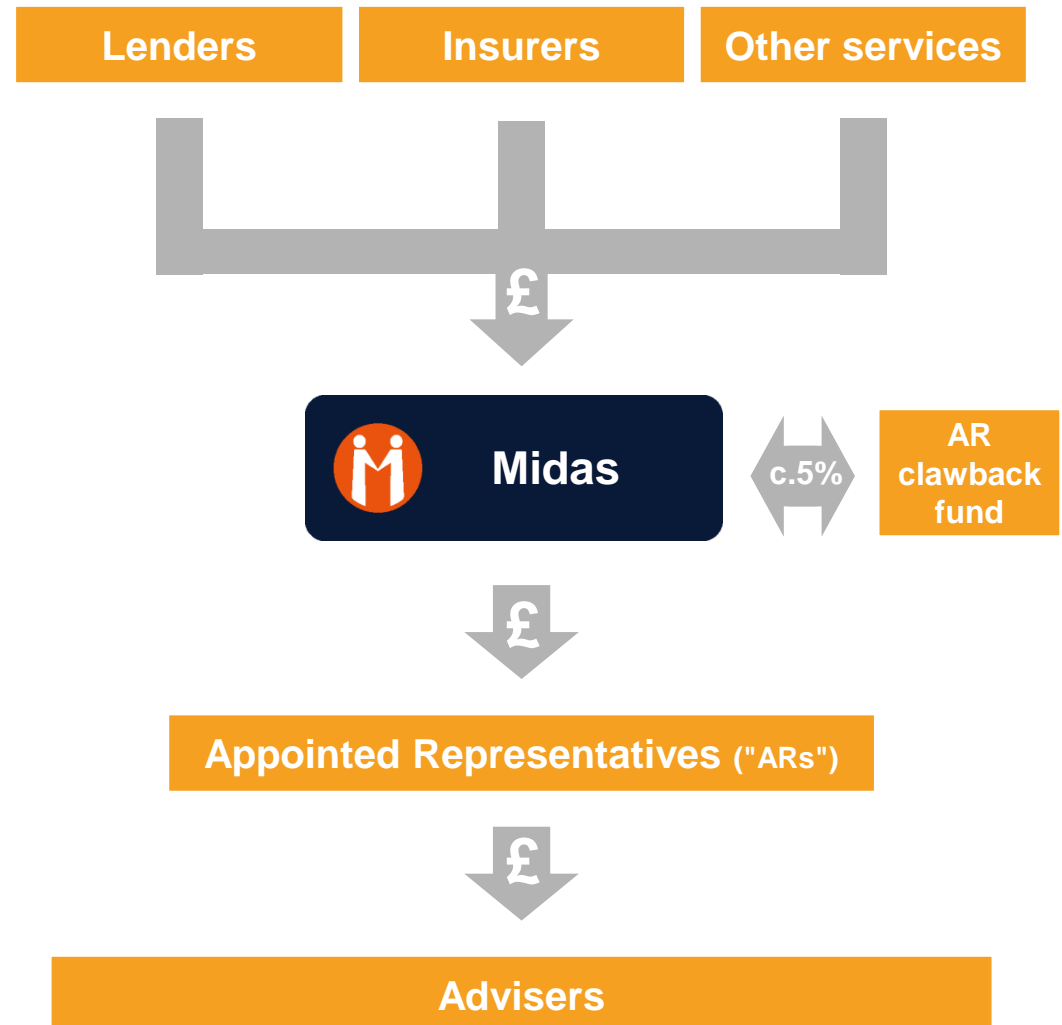 Lenders
Insurers
Other services
£
Midas
c.5%
AR
clawback
fund
£
Appointed Representatives ("ARs")
£
Advisers